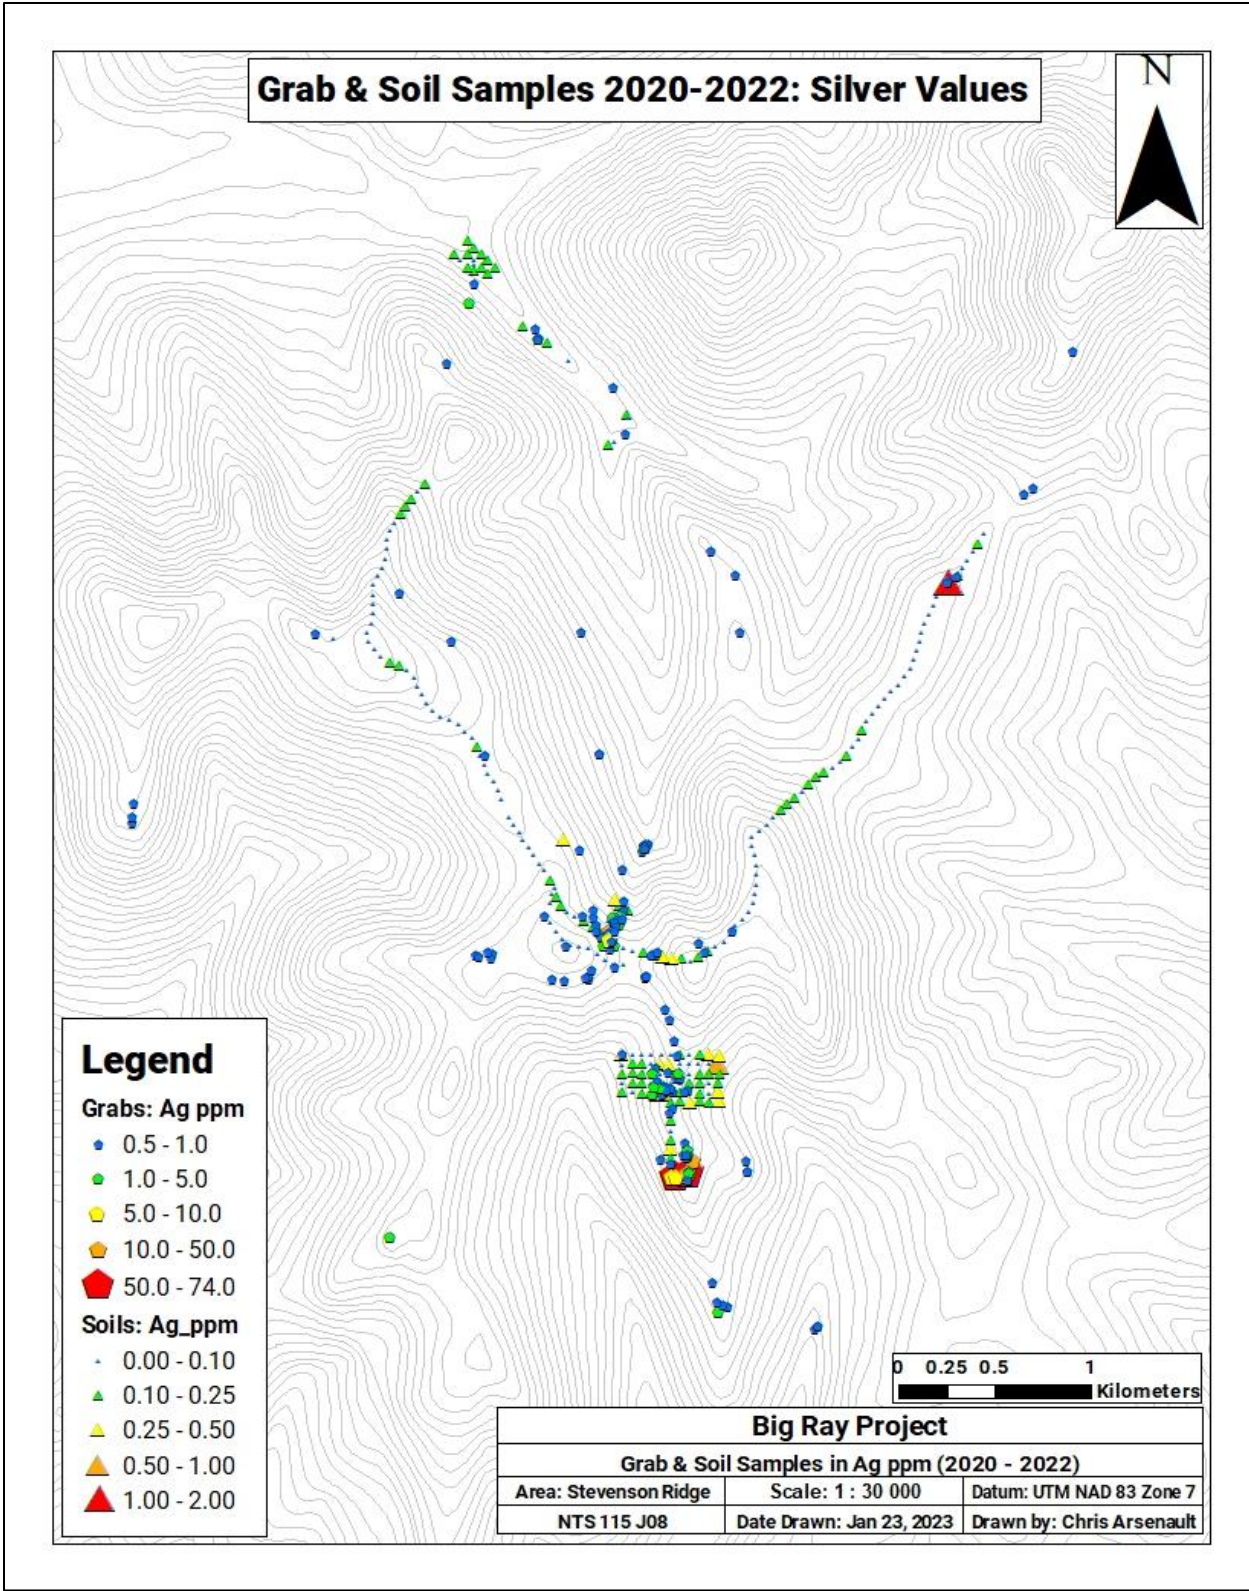 Grab & Soil Samples 2020-2022: Silver Values
N
Legend
Grabs: Ag ppm
0.5 - 1.0
1.0 - 5.0
5.0 - 10.0
10.0 - 50.0
50.0 - 74.0
Soils: Ag_ppm
0.00 - 0.10
0.10 - 0.25
0.25 - 0.50
0.50 - 1.00
1.00 - 2.00
0 0.25 0.5 1
Kilometers
Big Ray Project
Grab & Soil Samples in Ag ppm (2020 - 2022)
Area: Stevenson Ridge Scale: 1 : 30 000 Datum: UTM NAD 83 Zone 7
NTS 115 J08 Date Drawn: Jan 23, 2023 Drawn by: Chris Arsenault